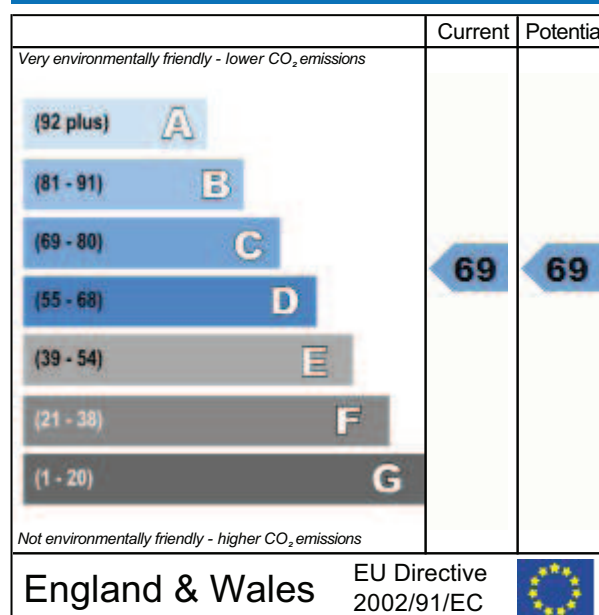 Current Potentia
Very environmentally friendly - lower CO₂ emissions
(92 plus) A
(81 - 91) B
(69 - 80) C
69 69
(55 - 68) D
(39 - 54) E
(21 - 38) F
(1 - 20) G
Not environmentally friendly - higher CO₂ emissions
England & Wales
EU Directive
2002/91/EC